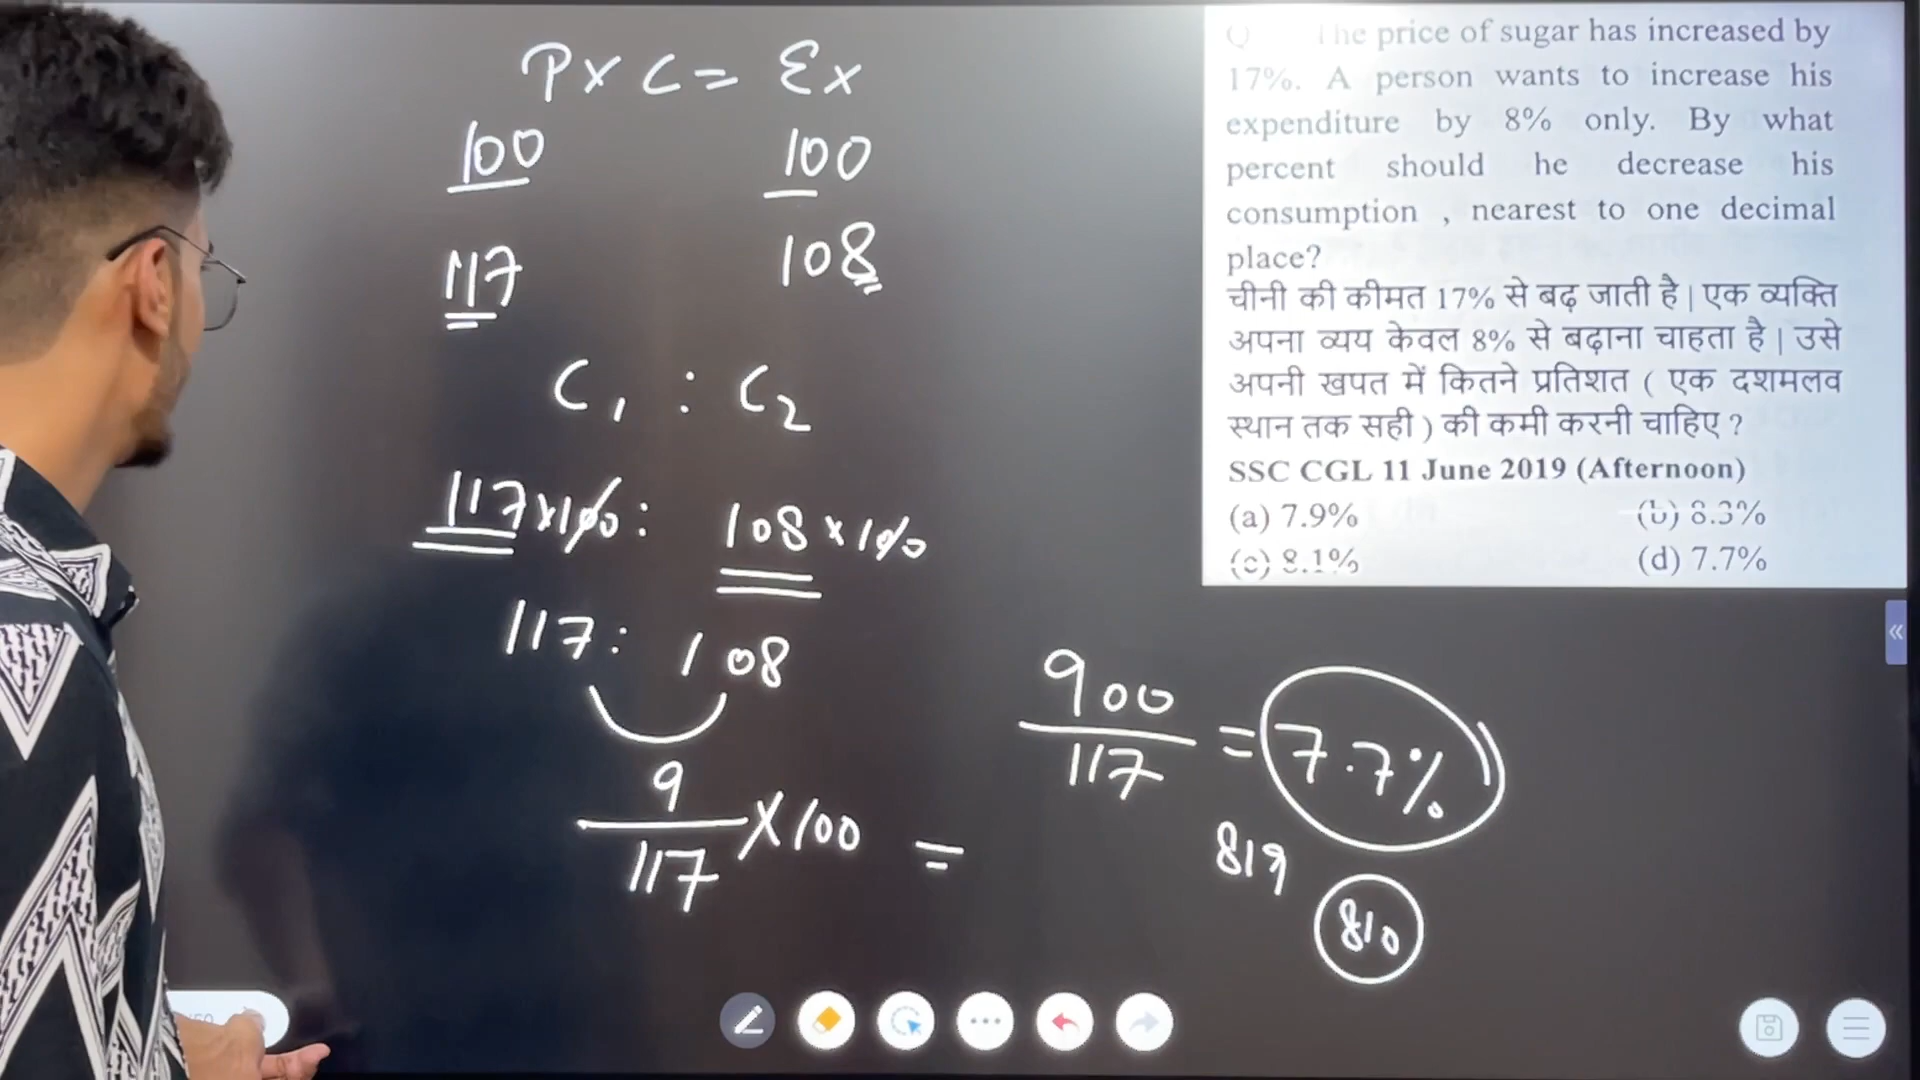 P × C = Ex
100 100
117 108
C₁ : C₂
117×100 : 108×100
117 : 108
9/117 × 100 =
900/117 = 7.7%
819
810
Q The price of sugar has increased by
17%. A person wants to increase his
expenditure by 8% only. By what
percent should he decrease his
consumption , nearest to one decimal
place?
चीनी की कीमत 17% से बढ़ जाती है | एक व्यक्ति
अपना व्यय केवल 8% से बढ़ाना चाहता है | उसे
अपनी खपत में कितने प्रतिशत ( एक दशमलव
स्थान तक सही ) की कमी करनी चाहिए ?
SSC CGL 11 June 2019 (Afternoon)
(a) 7.9% (b) 8.3%
(c) 8.1% (d) 7.7%